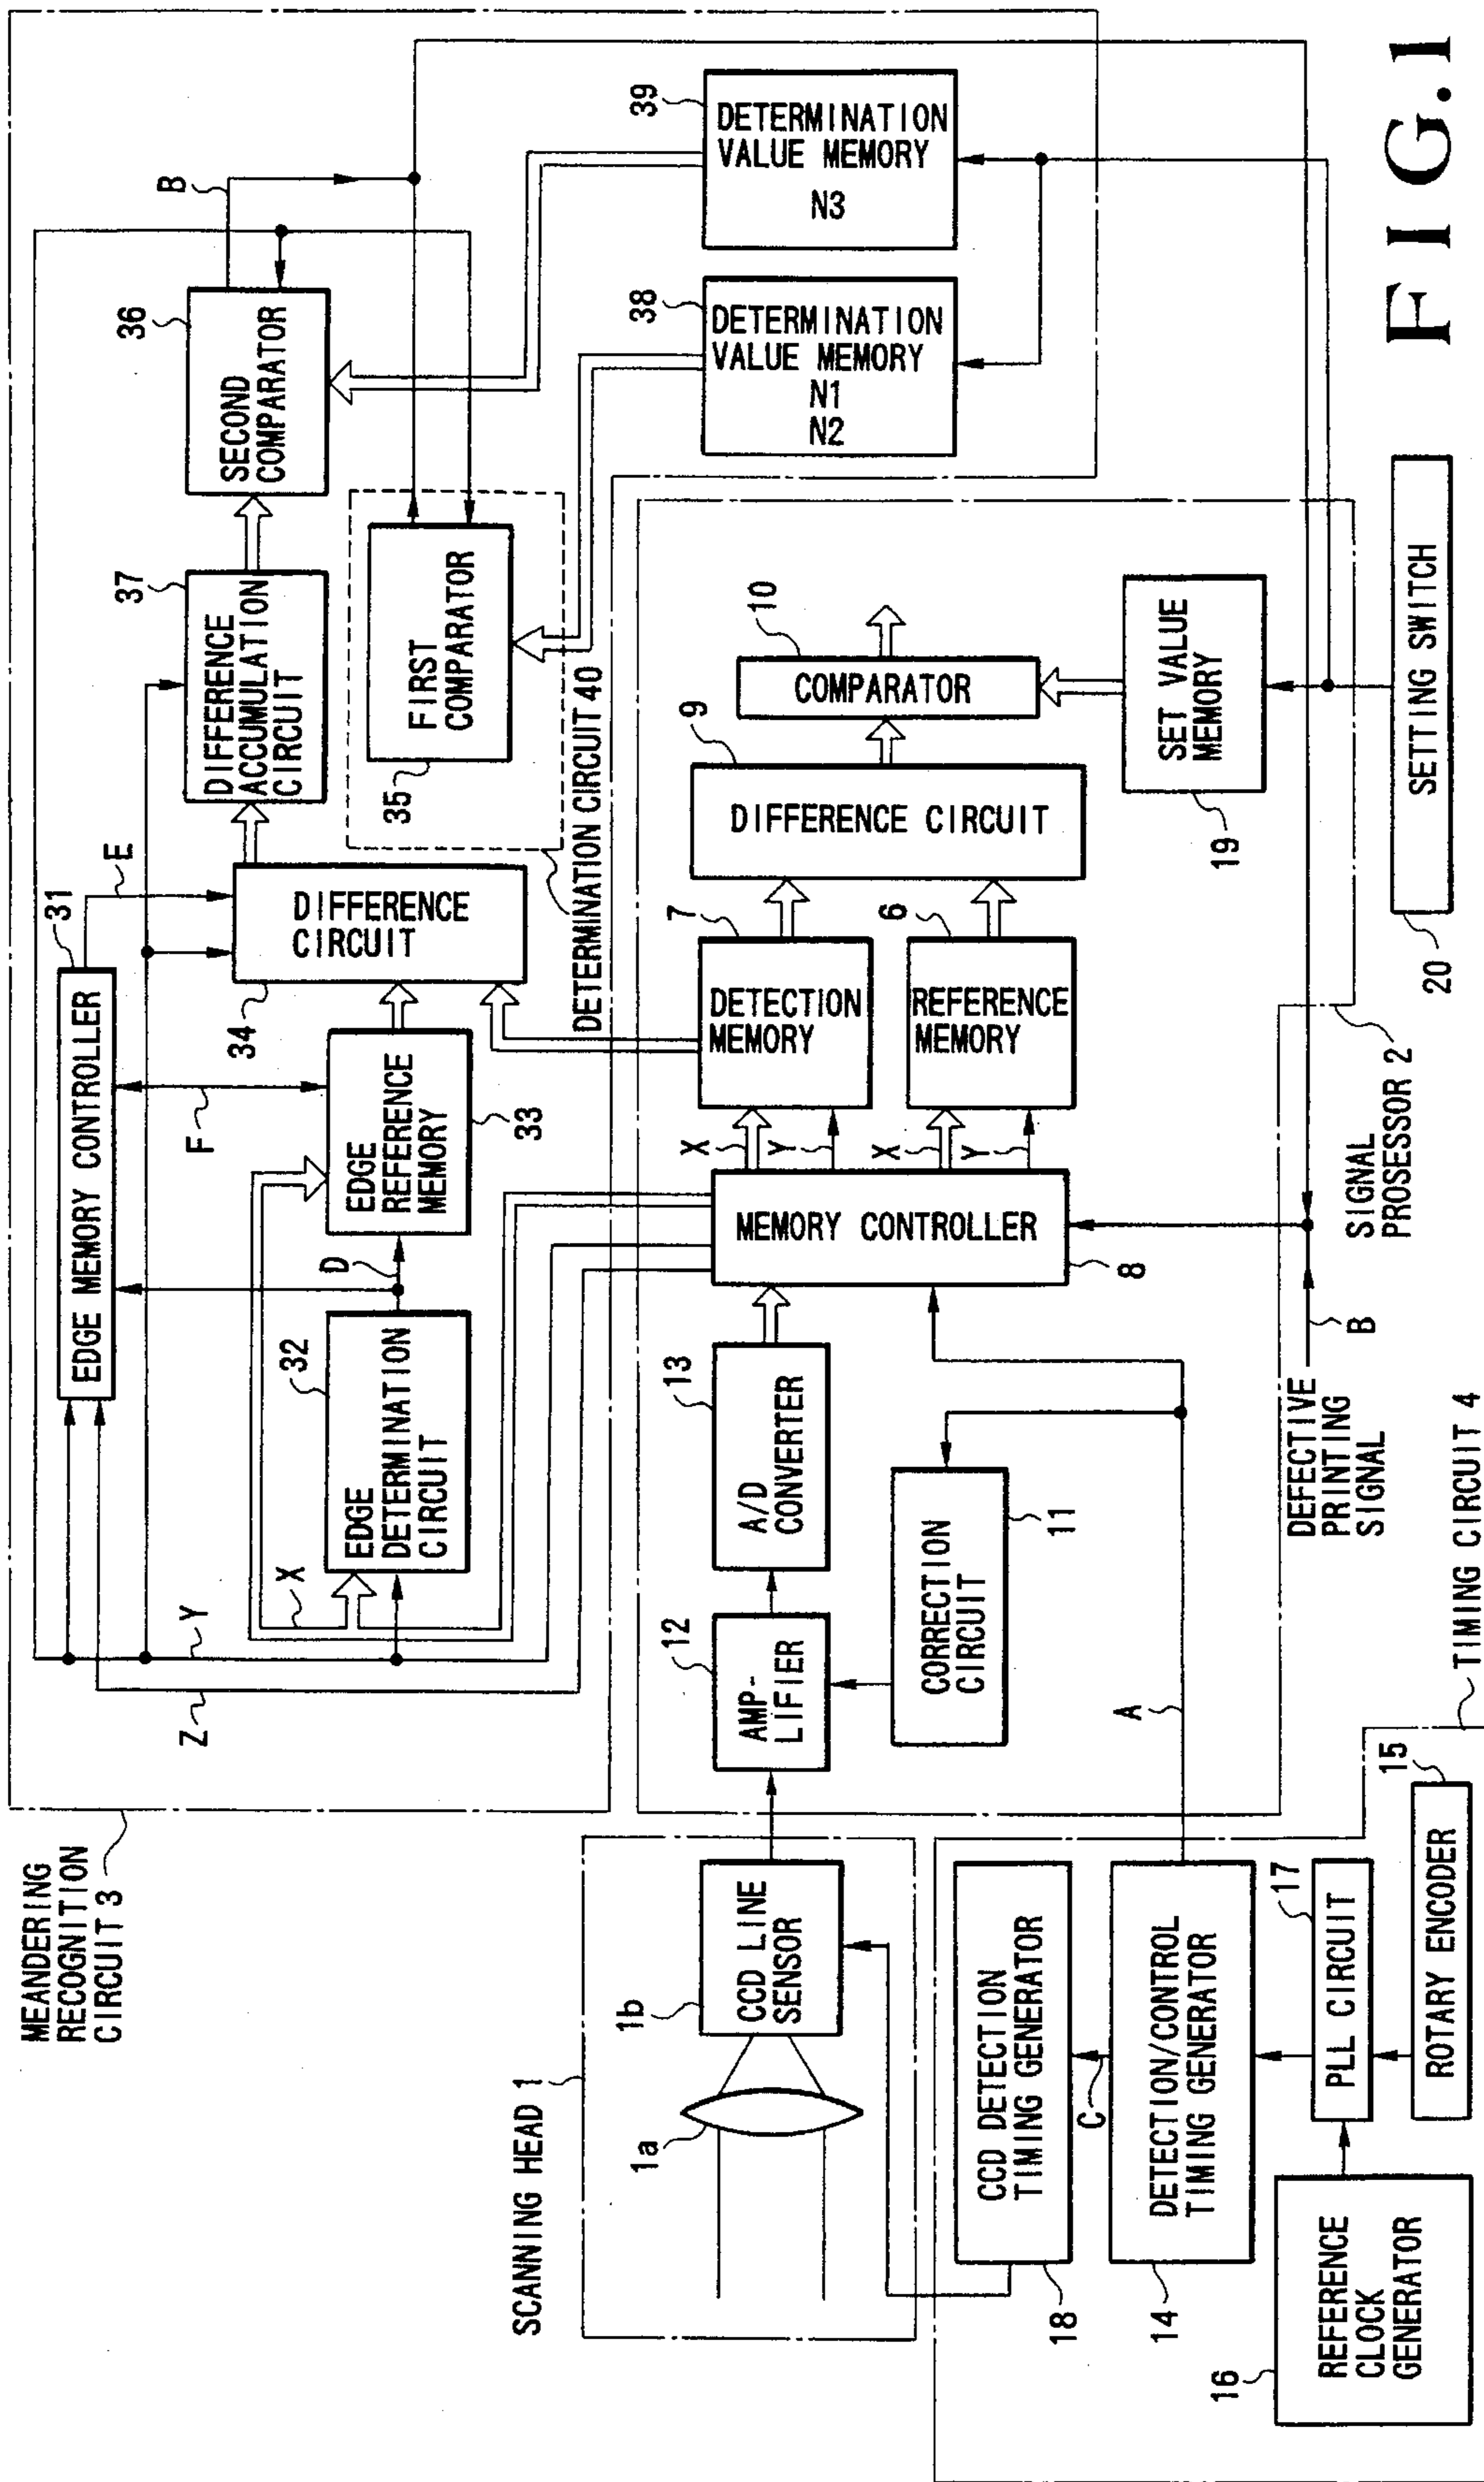 MEANDERING
RECOGNITION
CIRCUIT 3
Z
Y
X
31
EDGE MEMORY CONTROLLER
E
F
D
32
EDGE
DETERMINATION
CIRCUIT
EDGE
REFERENCE
MEMORY
33
34
DIFFERENCE
CIRCUIT
37
DIFFERENCE
ACCUMULATION
CIRCUIT
36
SECOND
COMPARATOR
B
35
FIRST
COMPARATOR
DETERMINATION CIRCUIT 40
38
DETERMINATION
VALUE MEMORY
N1
N2
39
DETERMINATION
VALUE MEMORY
N3
SCANNING HEAD 1
1a
1b
CCD LINE
SENSOR
12
AMP-
LIFIER
13
A/D
CONVERTER
CORRECTION
CIRCUIT
11
MEMORY CONTROLLER
8
X
Y
X
Y
7
DETECTION
MEMORY
6
REFERENCE
MEMORY
9
DIFFERENCE CIRCUIT
10
COMPARATOR
SET VALUE
MEMORY
19
A
CCD DETECTION
TIMING GENERATOR
18
C
DETECTION/CONTROL
TIMING GENERATOR
14
16
REFERENCE
CLOCK
GENERATOR
17
PLL CIRCUIT
15
ROTARY ENCODER
TIMING CIRCUIT 4
DEFECTIVE
PRINTING
SIGNAL
B
SIGNAL
PROSESSOR 2
20
SETTING SWITCH
FIG.1